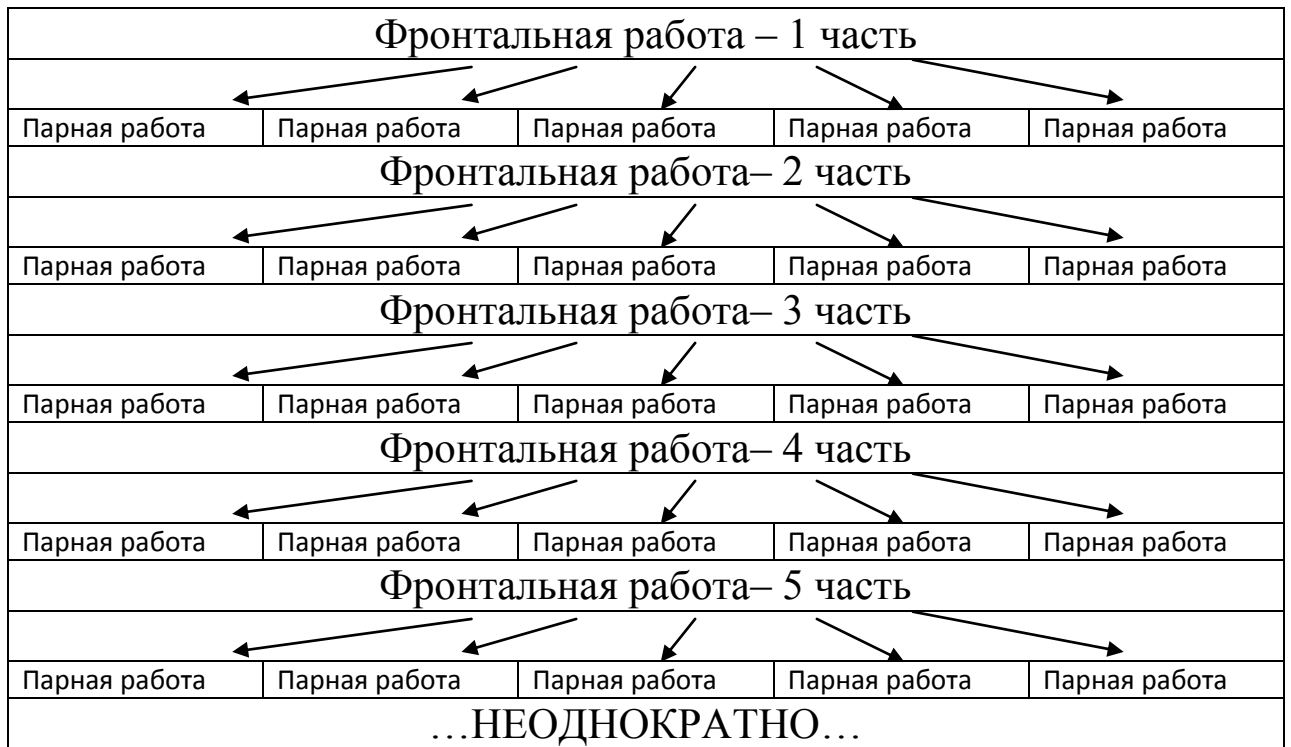 Фронтальная работа – 1 часть
Парная работа Парная работа Парная работа Парная работа Парная работа
Фронтальная работа– 2 часть
Парная работа Парная работа Парная работа Парная работа Парная работа
Фронтальная работа– 3 часть
Парная работа Парная работа Парная работа Парная работа Парная работа
Фронтальная работа– 4 часть
Парная работа Парная работа Парная работа Парная работа Парная работа
Фронтальная работа– 5 часть
Парная работа Парная работа Парная работа Парная работа Парная работа
…НЕОДНОКРАТНО…